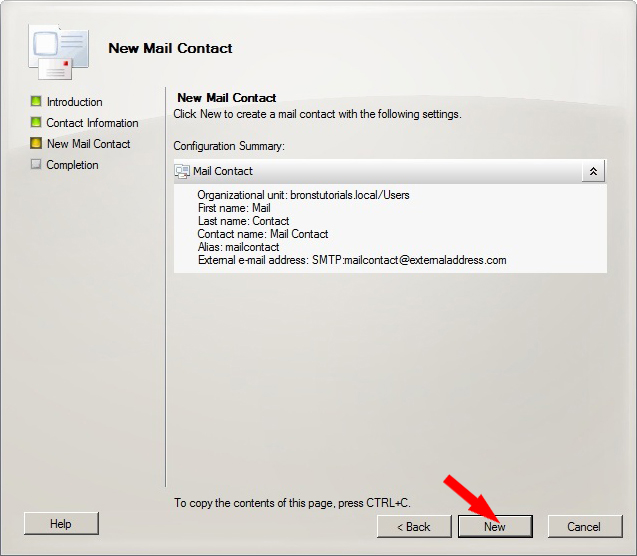 New Mail Contact
Introduction
Contact Information
New Mail Contact
Completion
New Mail Contact
Click New to create a mail contact with the following settings.
Configuration Summary:
Mail Contact
Organizational unit: bronstutorials.local/Users
First name: Mail
Last name: Contact
Contact name: Mail Contact
Alias: mailcontact
External e-mail address: SMTP:mailcontact@externaladdress.com
To copy the contents of this page, press CTRL+C.
Help
< Back
New
Cancel